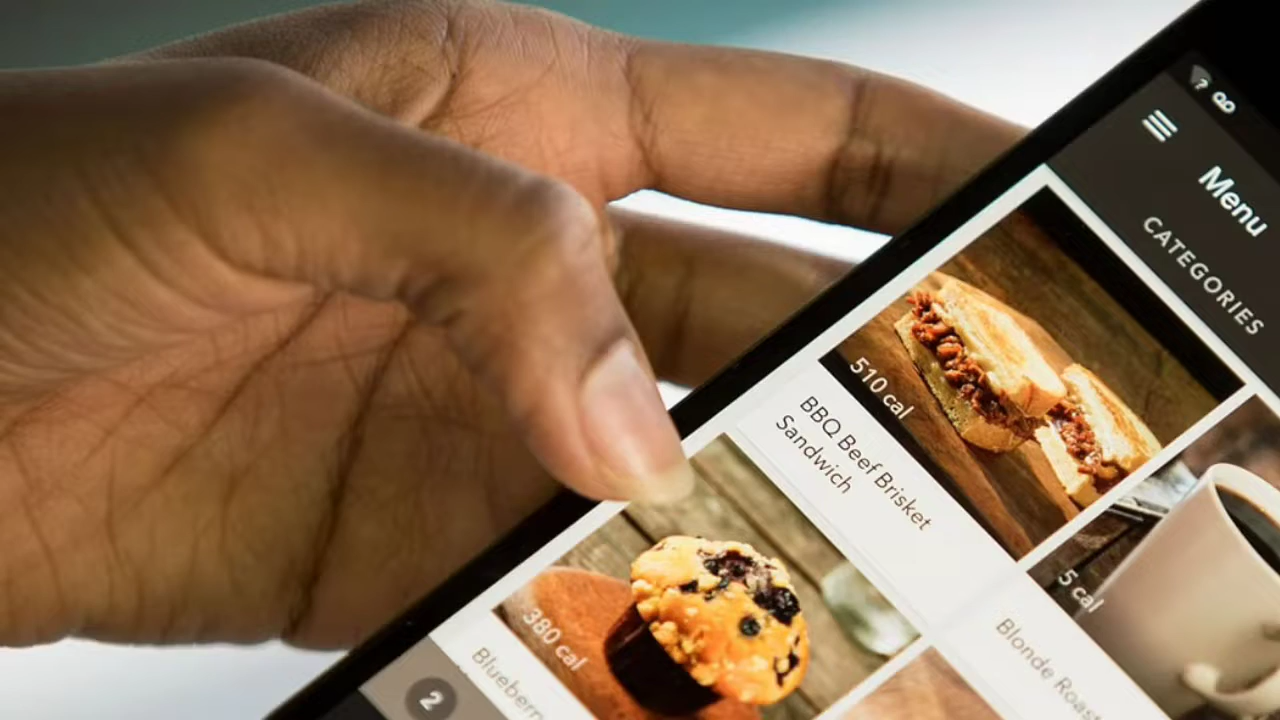 Menu
CATEGORIES
510 cal
BBQ Beef Brisket
Sandwich
5 cal
Blonde Roast
380 cal
2